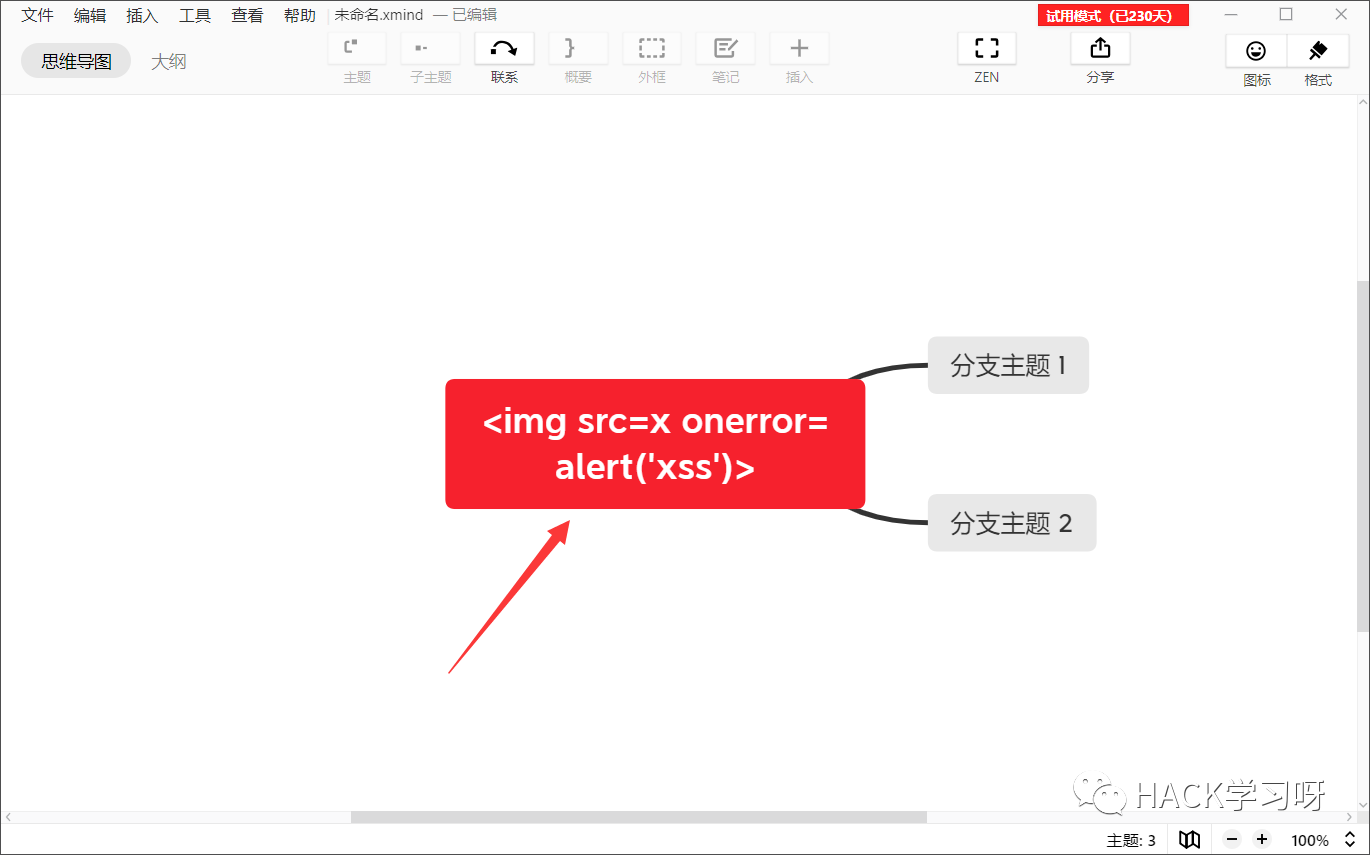 文件 编辑 插入 工具 查看 帮助 未命名.xmind — 已编辑 试用模式（已230天）
思维导图 大纲
主题 子主题 联系 概要 外框 笔记 插入 ZEN 分享 图标 格式
分支主题 1
<img src=x onerror=
alert('xss')>
分支主题 2
HACK学习呀
主题: 3 100%